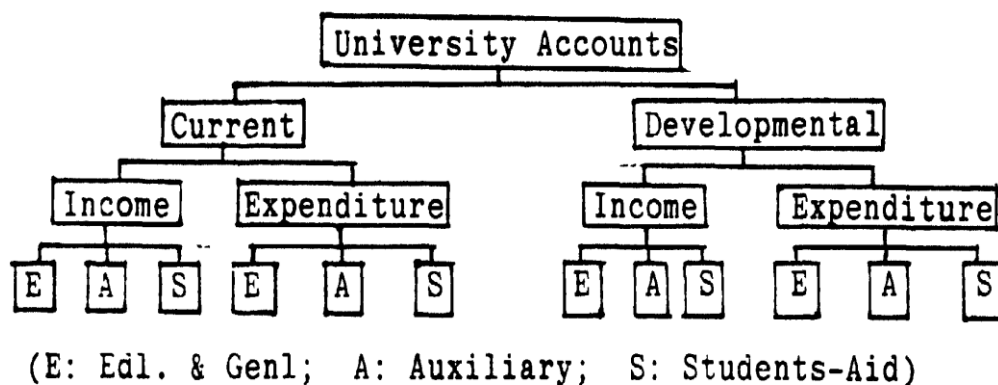 University Accounts
Current Developmental
Income Expenditure Income Expenditure
E A S E A S E A S E A S
(E: Edl. & Genl; A: Auxiliary; S: Students-Aid)